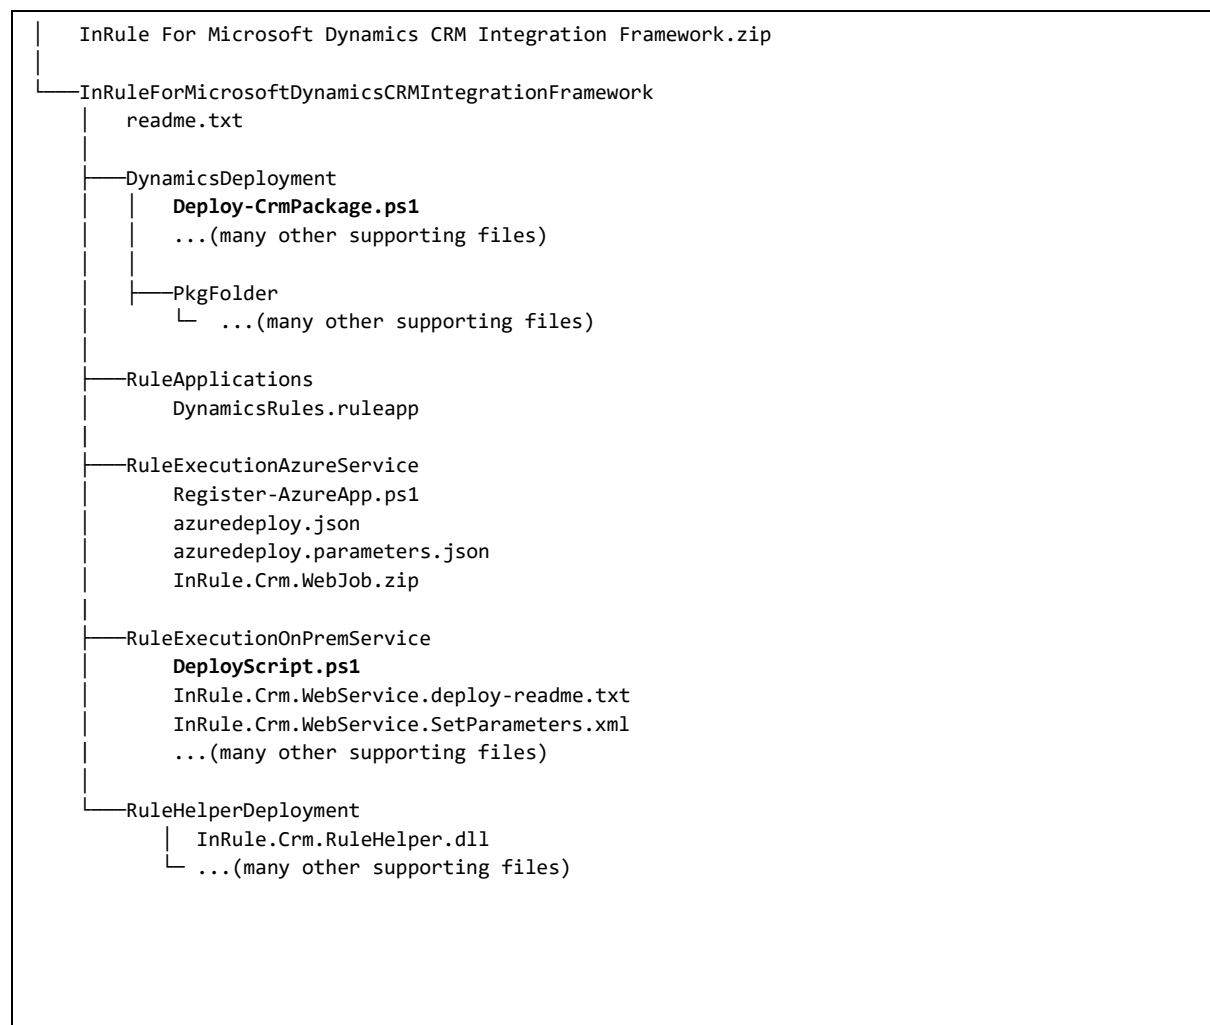 InRule For Microsoft Dynamics CRM Integration Framework.zip
InRuleForMicrosoftDynamicsCRMIntegrationFramework
readme.txt
DynamicsDeployment
Deploy-CrmPackage.ps1
...(many other supporting files)
PkgFolder
...(many other supporting files)
RuleApplications
DynamicsRules.ruleapp
RuleExecutionAzureService
Register-AzureApp.ps1
azuredeploy.json
azuredeploy.parameters.json
InRule.Crm.WebJob.zip
RuleExecutionOnPremService
DeployScript.ps1
InRule.Crm.WebService.deploy-readme.txt
InRule.Crm.WebService.SetParameters.xml
...(many other supporting files)
RuleHelperDeployment
InRule.Crm.RuleHelper.dll
...(many other supporting files)